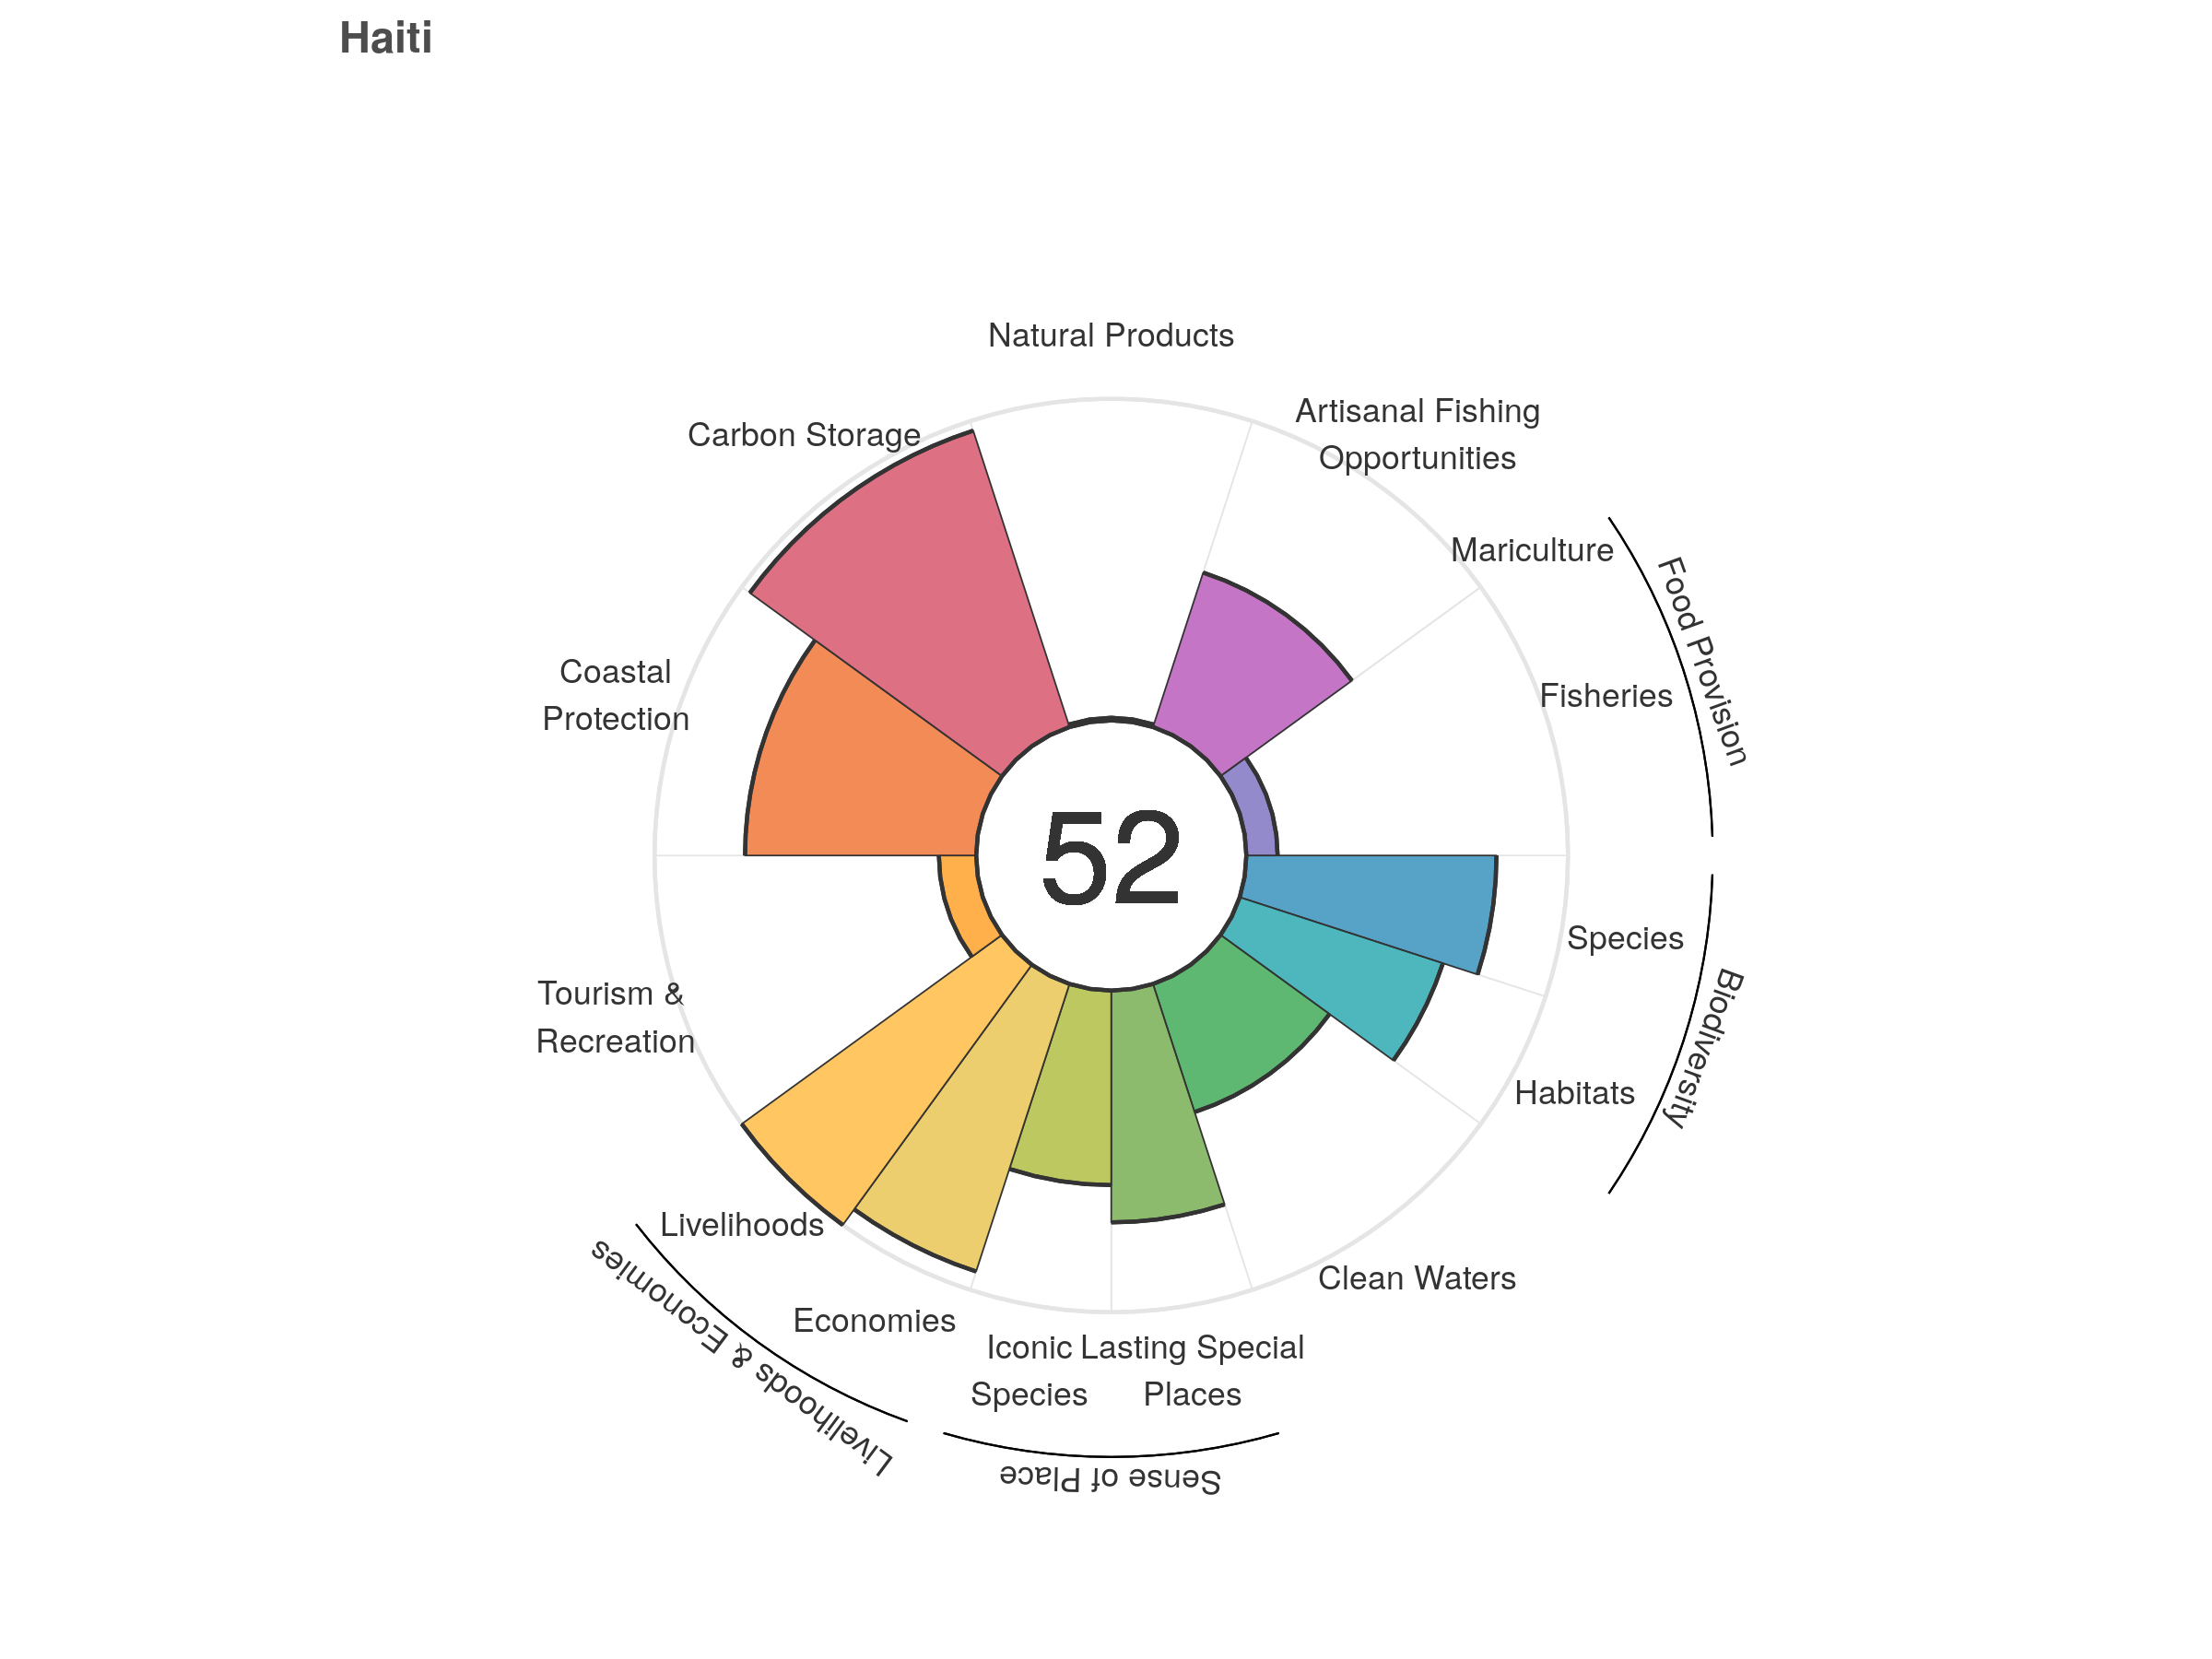 Haiti
Natural Products
Carbon Storage
Artisanal Fishing
Opportunities
Mariculture
Food Provision
Fisheries
Coastal
Protection
52
Species
Biodiversity
Tourism &
Recreation
Habitats
Livelihoods
Livelihoods & Economies
Clean Waters
Economies
Iconic
Species
Lasting Special
Places
Sense of Place